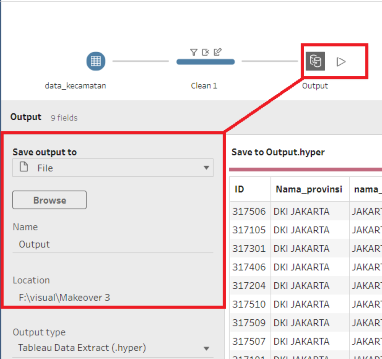 data_kecamatan
Clean 1
Output
Output 9 fields
Save output to
File
Browse
Name
Output
Location
F:\visual\Makeover 3
Output type
Tableau Data Extract (.hyper)
Save to Output.hyper
ID Nama_provinsi nama_
317506 DKI JAKARTA JAKAR
317105 DKI JAKARTA JAKAR
317301 DKI JAKARTA JAKAR
317406 DKI JAKARTA JAKAR
317204 DKI JAKARTA JAKAR
317510 DKI JAKARTA JAKAR
317509 DKI JAKARTA JAKAR
317507 DKI JAKARTA JAKAR